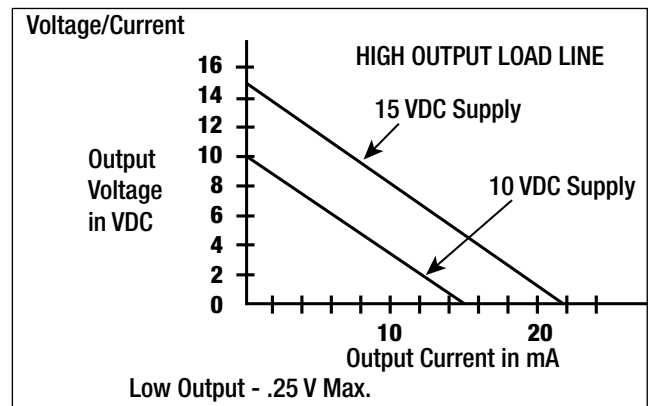 Voltage/Current
HIGH OUTPUT LOAD LINE
16
14
12
10
8
6
4
2
0
Output
Voltage
in VDC
15 VDC Supply
10 VDC Supply
10
20
Output Current in mA
Low Output - .25 V Max.